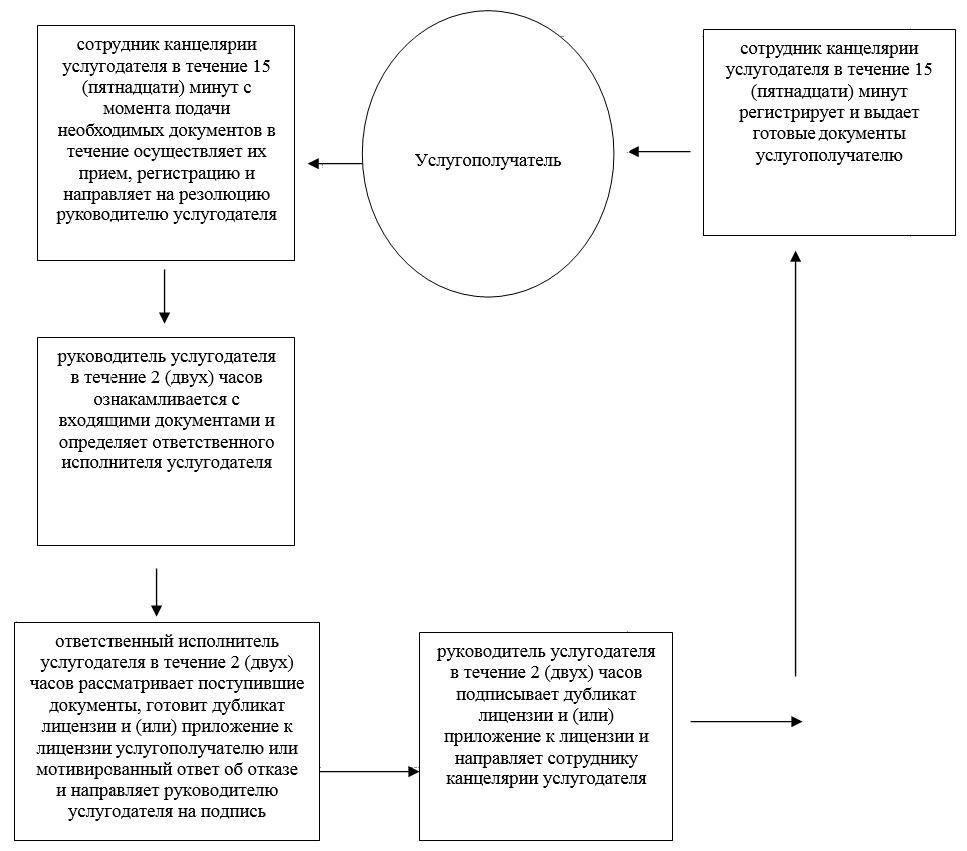 сотрудник канцелярии
услугодателя в течение 15
(пятнадцати) минут с
момента подачи
необходимых документов в
течение осуществляет их
прием, регистрацию и
направляет на резолюцию
руководителю услугодателя
Услугополучатель
сотрудник канцелярии
услугодателя в течение 15
(пятнадцати) минут
регистрирует и выдает
готовые документы
услугополучателю
руководитель услугодателя
в течение 2 (двух) часов
ознакамливается с
входящими документами и
определяет ответственного
исполнителя услугодателя
ответственный исполнитель
услугодателя в течение 2 (двух)
часов рассматривает поступившие
документы, готовит дубликат
лицензии и (или) приложение к
лицензии услугополучателю или
мотивированный ответ об отказе
и направляет руководителю
услугодателя на подпись
руководитель услугодателя
в течение 2 (двух) часов
подписывает дубликат
лицензии и (или)
приложение к лицензии и
направляет сотруднику
канцелярии услугодателя